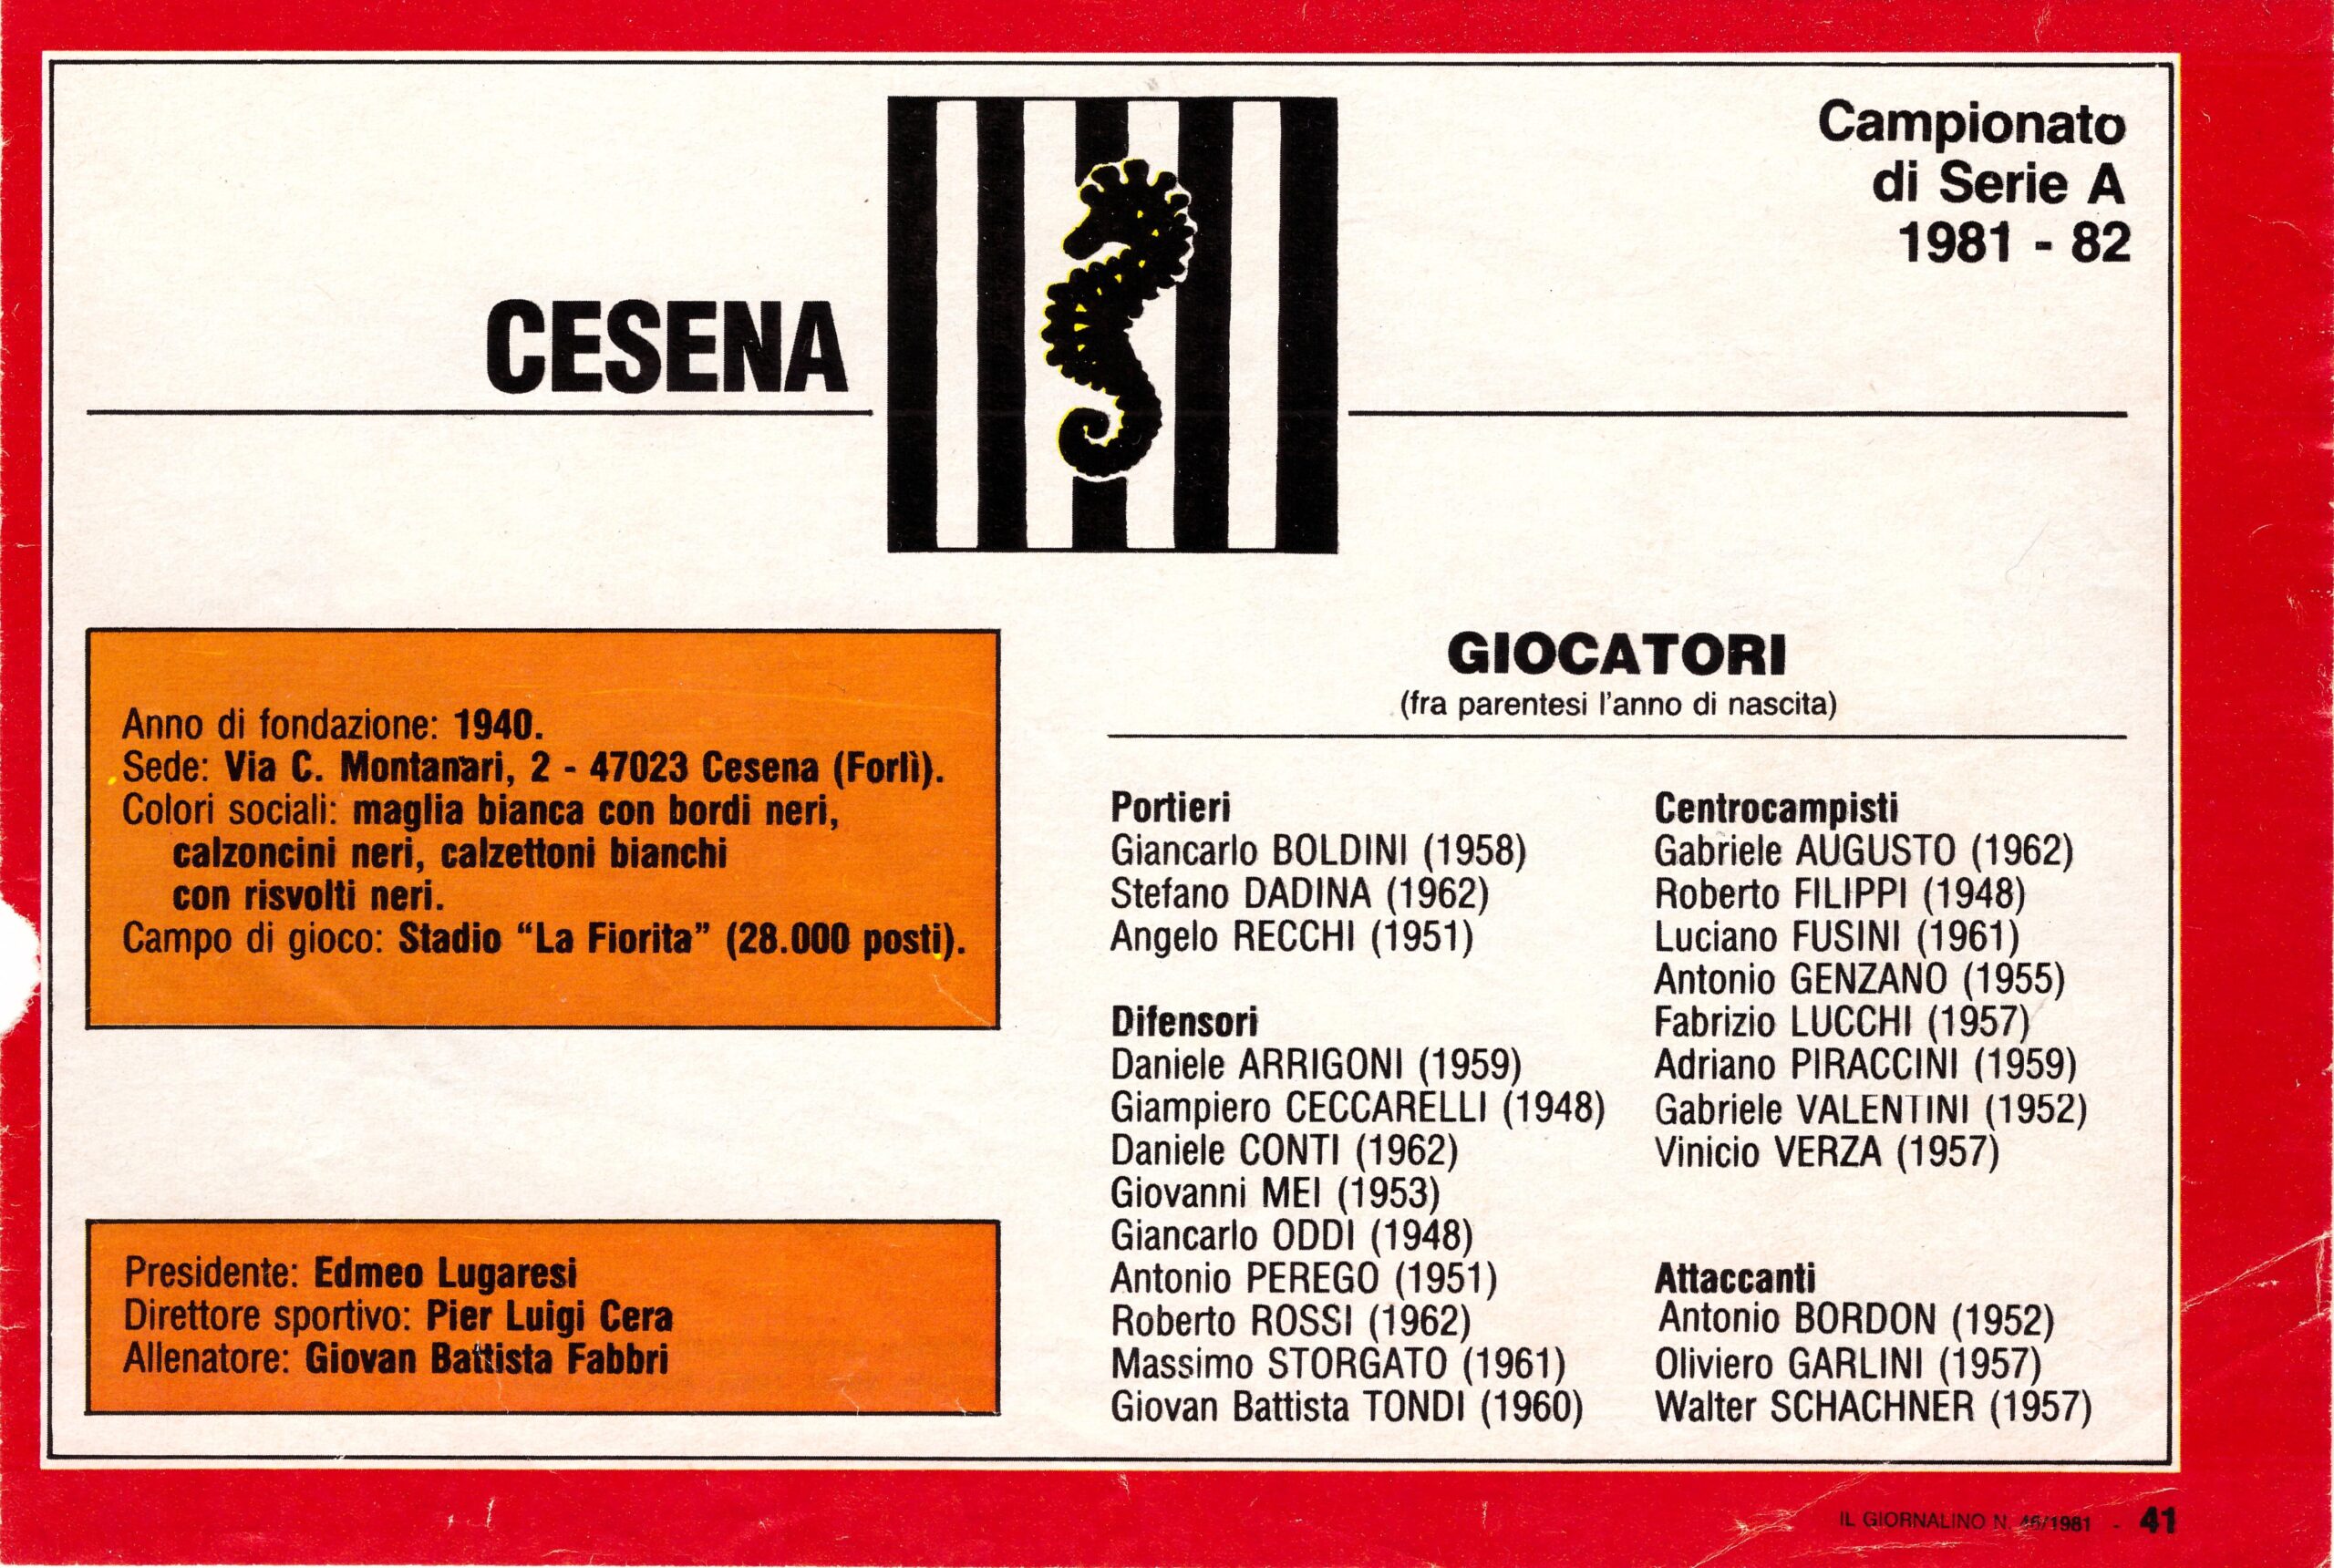 Campionato
di Serie A
1981 - 82
CESENA
Anno di fondazione: 1940.
Sede: Via C. Montanari, 2 - 47023 Cesena (Forlì).
Colori sociali: maglia bianca con bordi neri,
calzoncini neri, calzettoni bianchi
con risvolti neri.
Campo di gioco: Stadio “La Fiorita” (28.000 posti).
Presidente: Edmeo Lugaresi
Direttore sportivo: Pier Luigi Cera
Allenatore: Giovan Battista Fabbri
GIOCATORI
(fra parentesi l'anno di nascita)
Portieri
Giancarlo BOLDINI (1958)
Stefano DADINA (1962)
Angelo RECCHI (1951)
Difensori
Daniele ARRIGONI (1959)
Giampiero CECCARELLI (1948)
Daniele CONTI (1962)
Giovanni MEI (1953)
Giancarlo ODDI (1948)
Antonio PEREGO (1951)
Roberto ROSSI (1962)
Massimo STORGATO (1961)
Giovan Battista TONDI (1960)
Centrocampisti
Gabriele AUGUSTO (1962)
Roberto FILIPPI (1948)
Luciano FUSINI (1961)
Antonio GENZANO (1955)
Fabrizio LUCCHI (1957)
Adriano PIRACCINI (1959)
Gabriele VALENTINI (1952)
Vinicio VERZA (1957)
Attaccanti
Antonio BORDON (1952)
Oliviero GARLINI (1957)
Walter SCHACHNER (1957)
IL GIORNALINO N. 46/1981 - 41